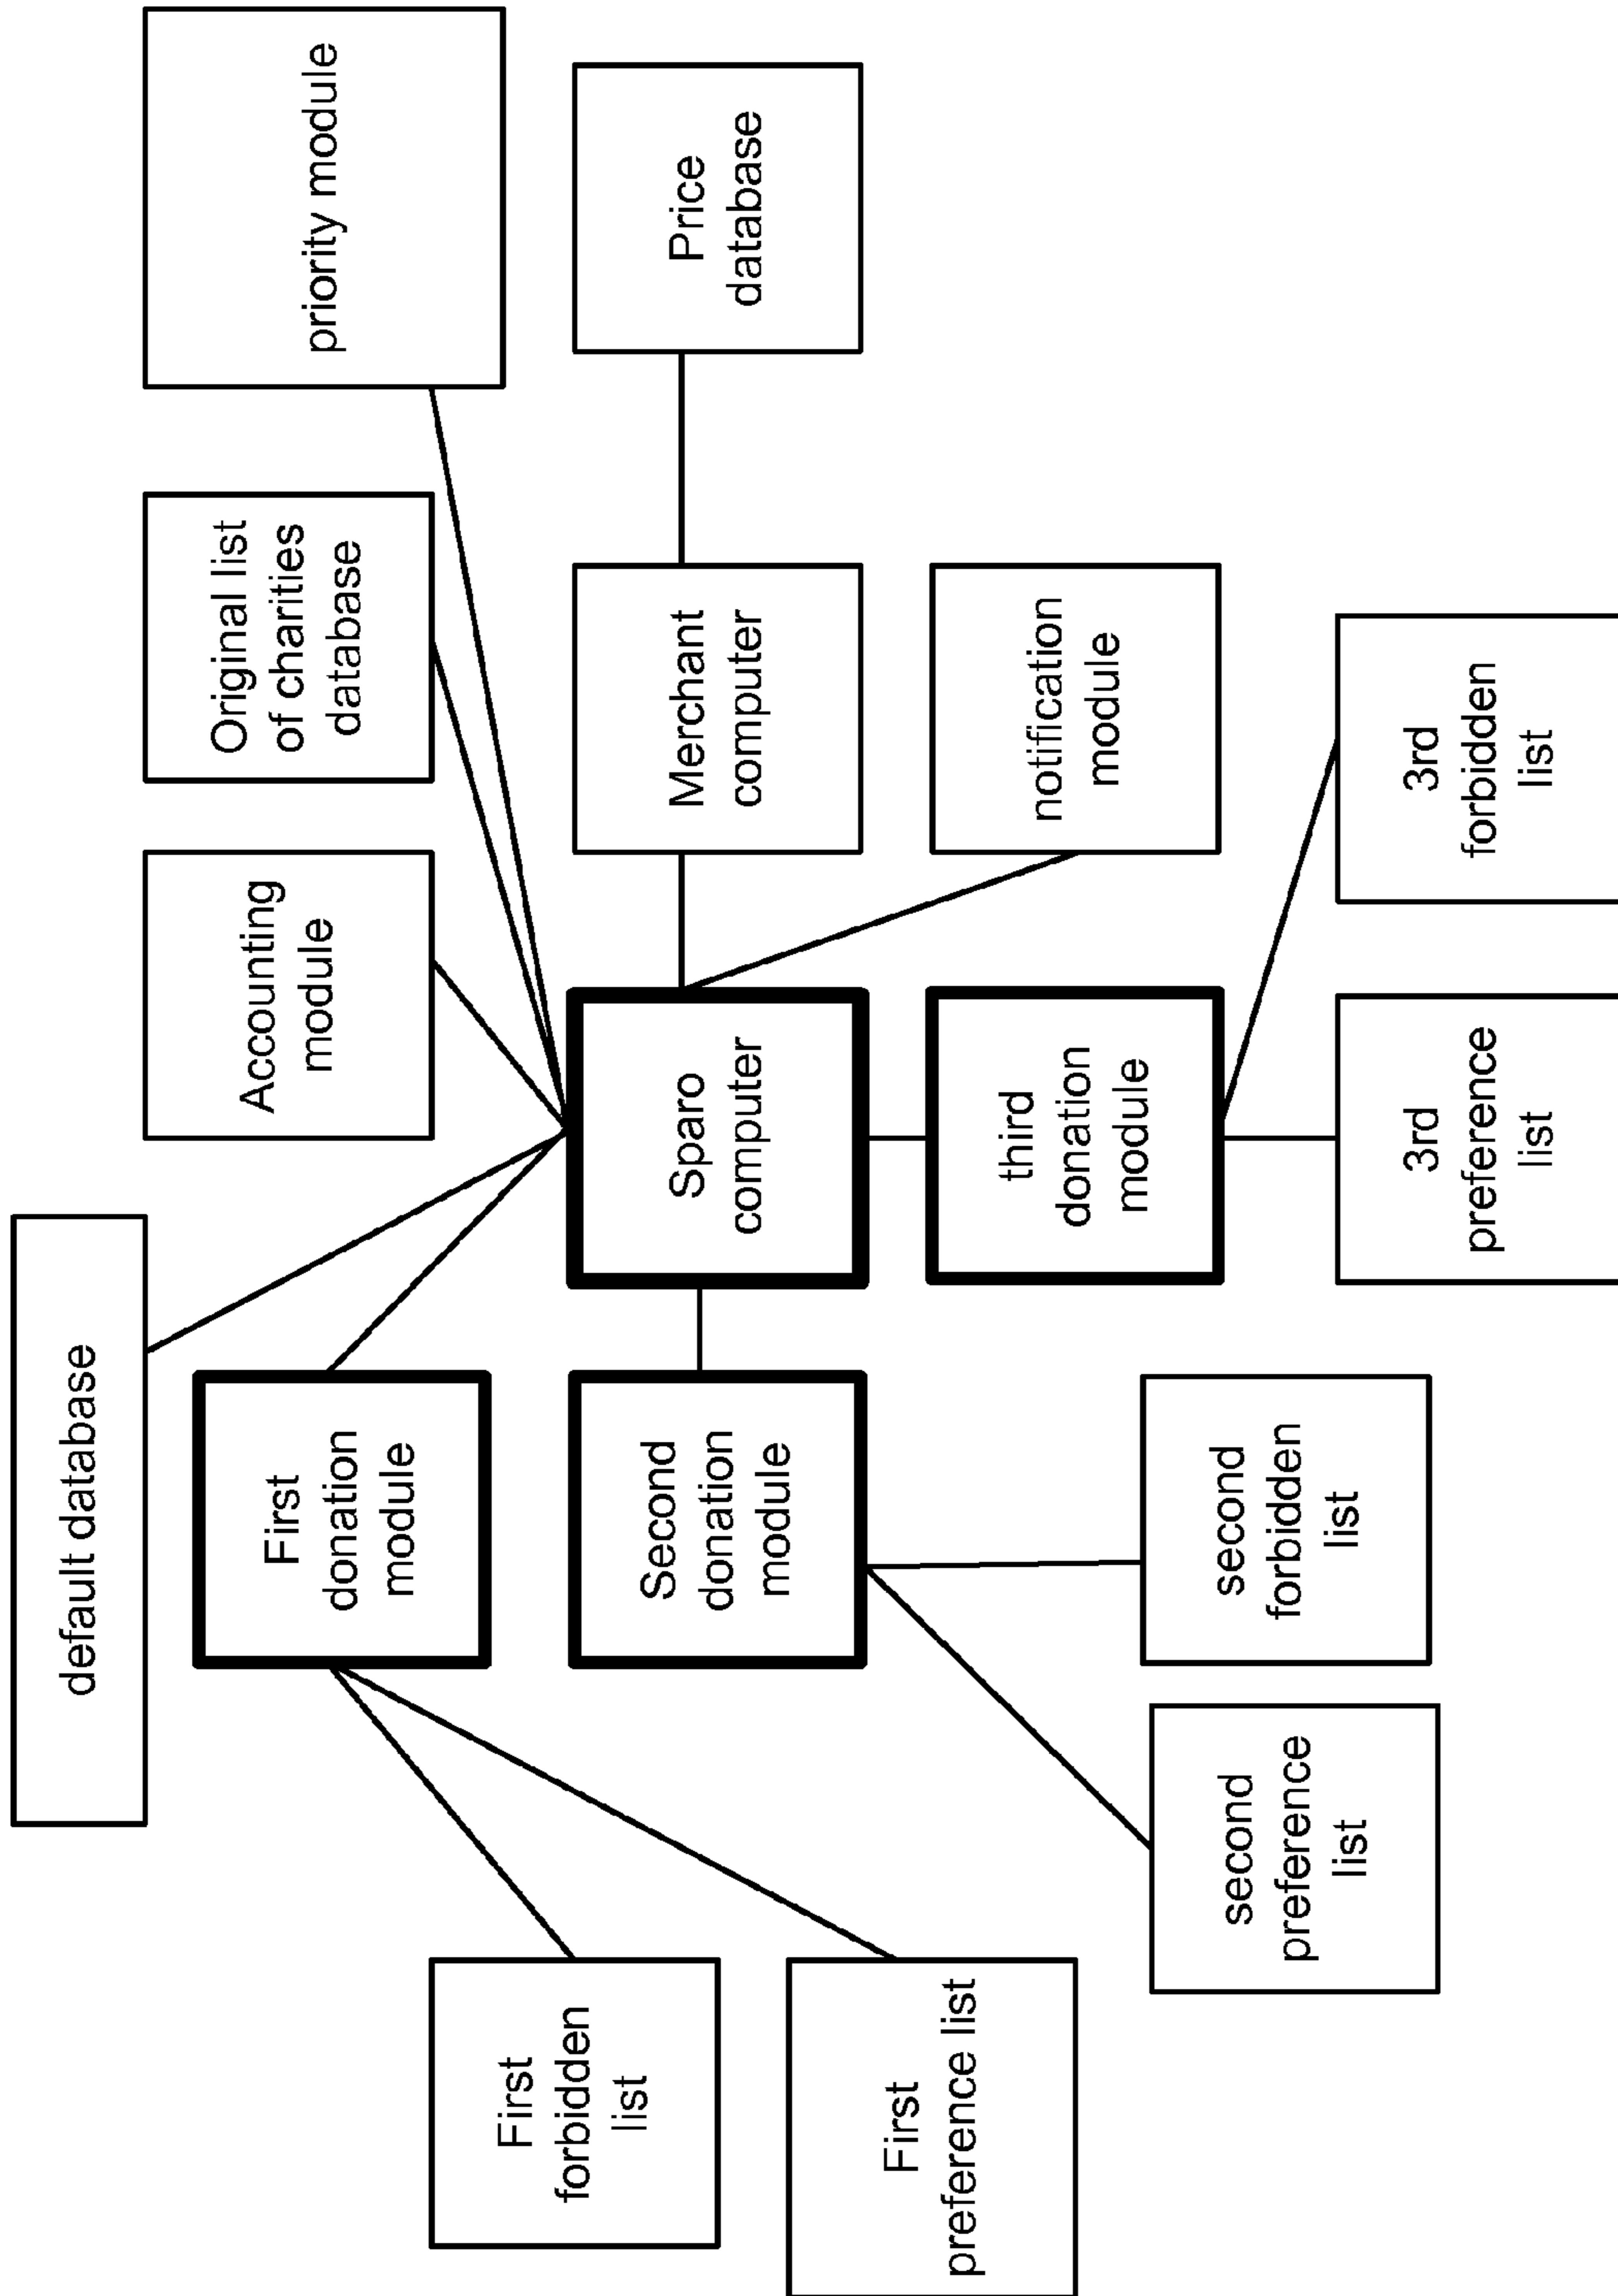 default database
First
donation
module
Accounting
module
Original list
of charities
database
priority module
First
forbidden
list
First
preference list
Second
donation
module
Sparo
computer
Merchant
computer
Price
database
second
preference
list
second
forbidden
list
third
donation
module
notification
module
3rd
preference
list
3rd
forbidden
list